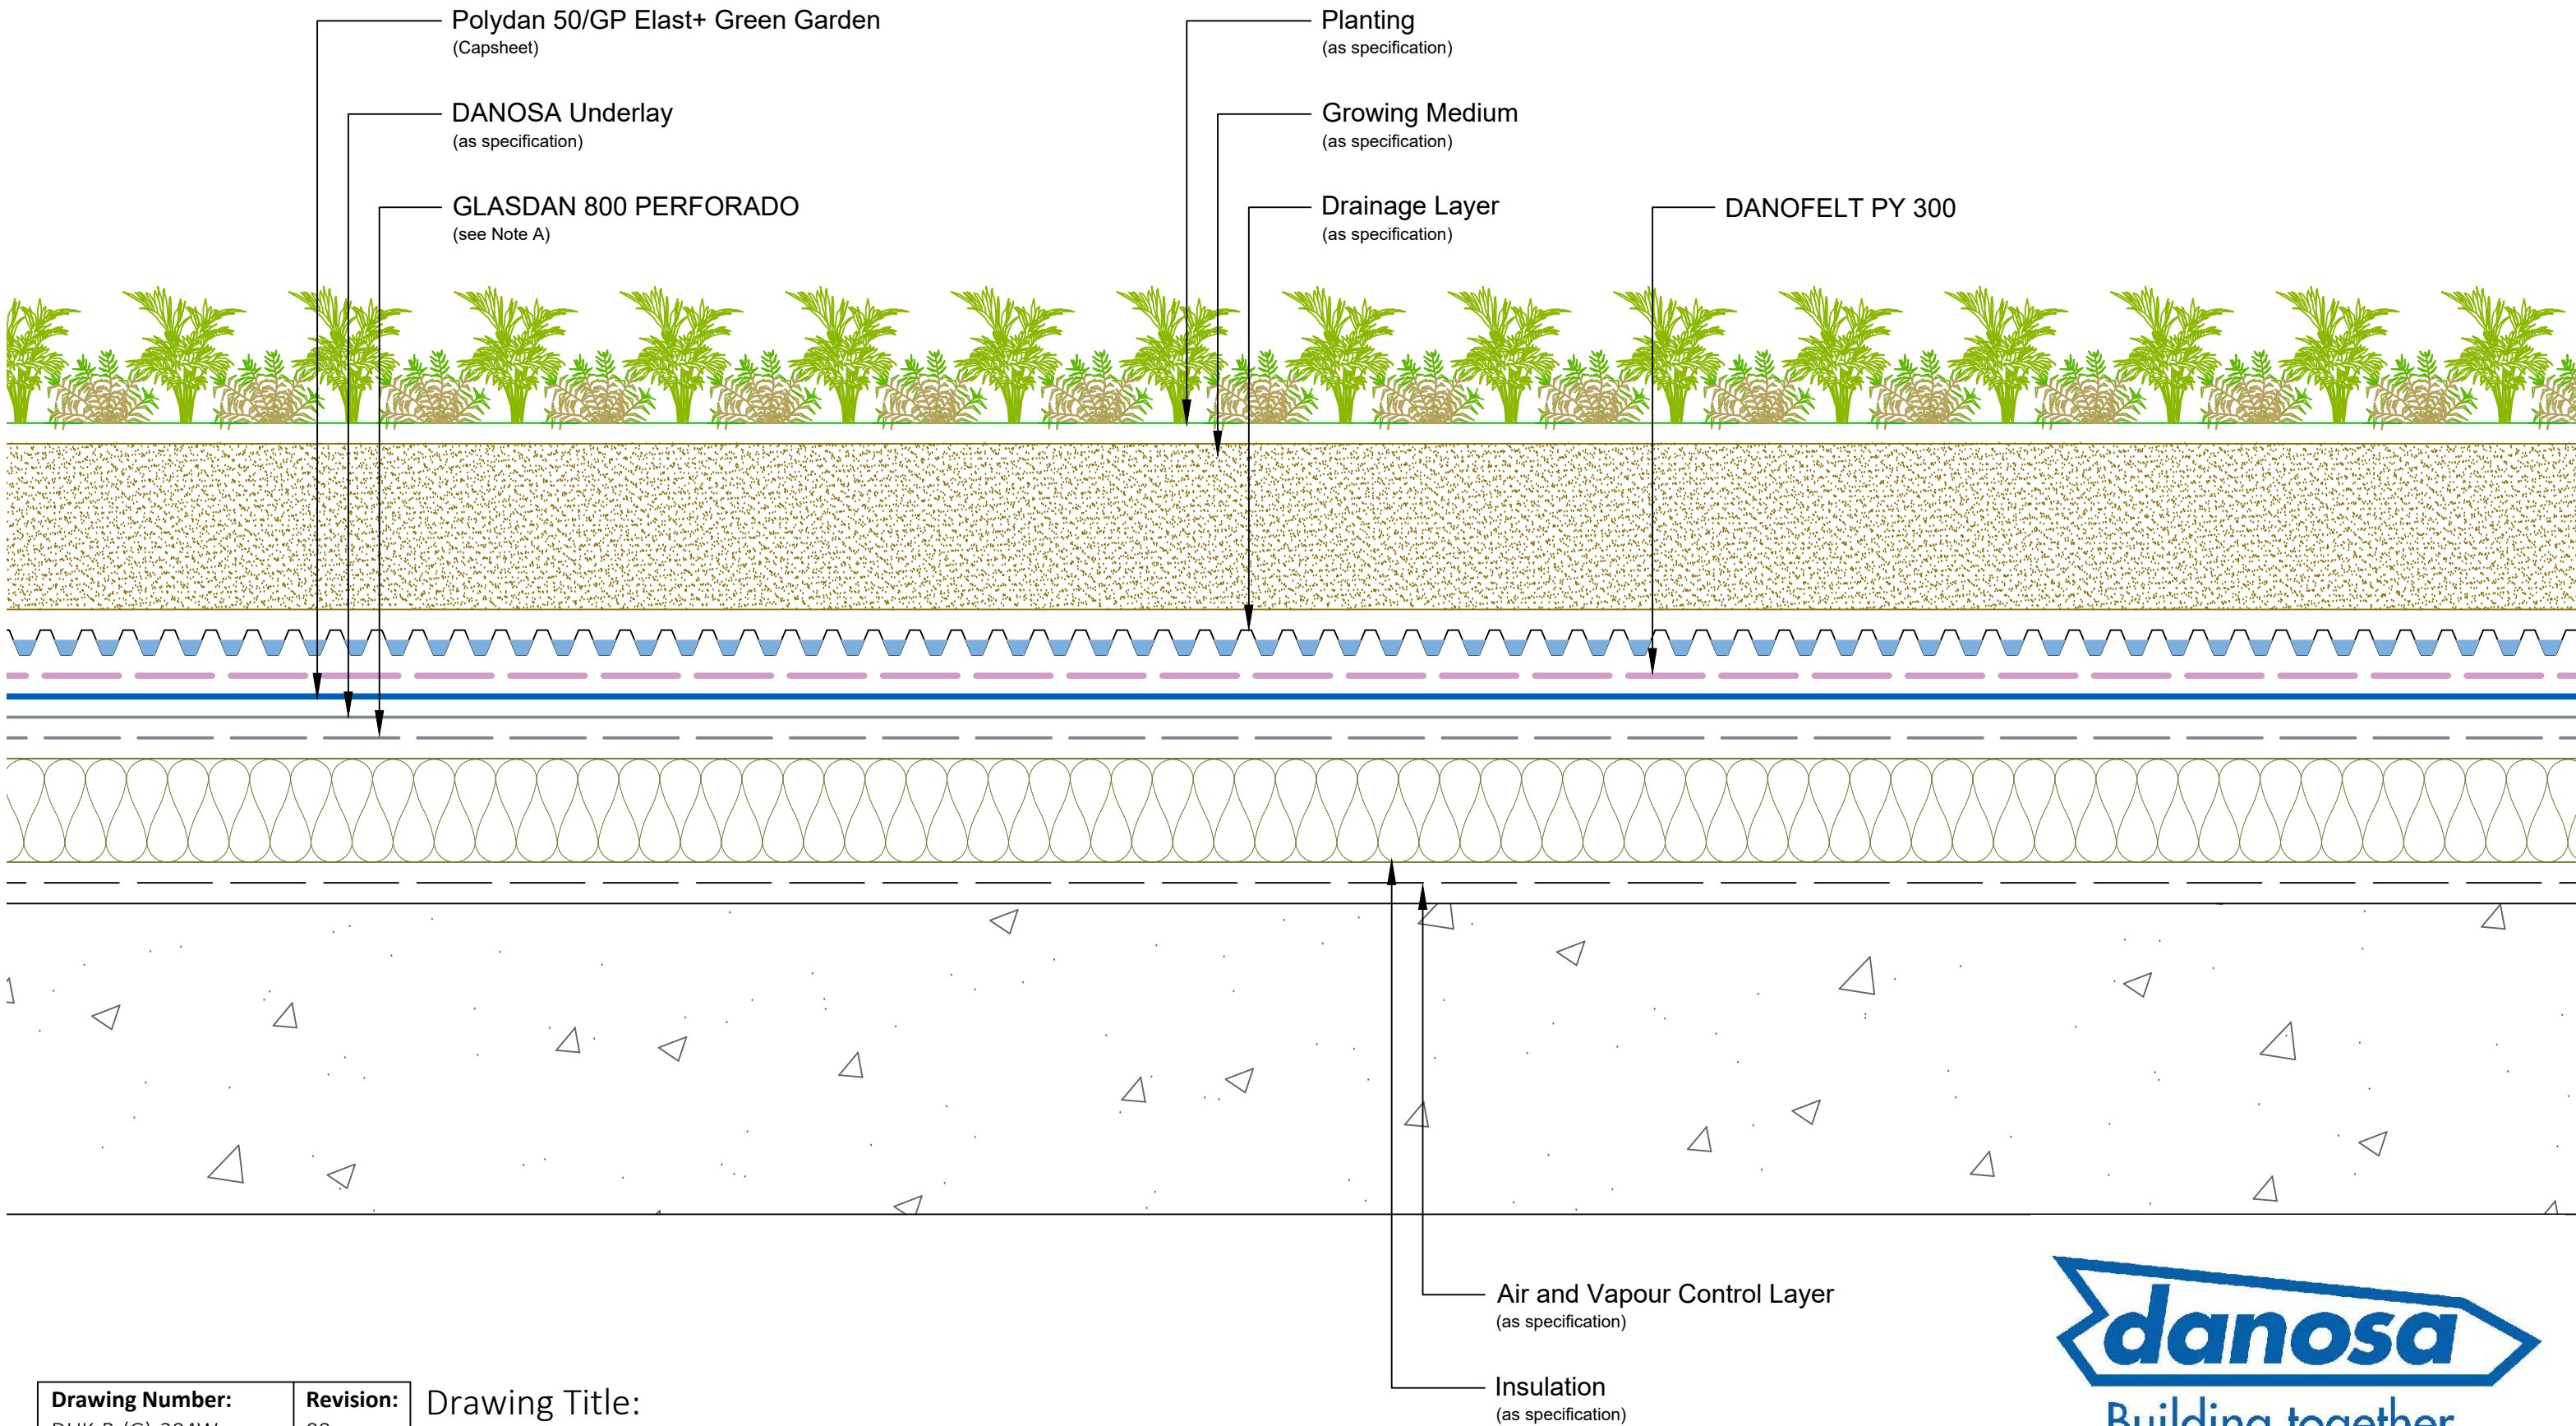 Polydan 50/GP Elast+ Green Garden
(Capsheet)
DANOSA Underlay
(as specification)
GLASDAN 800 PERFORADO
(see Note A)
Planting
(as specification)
Growing Medium
(as specification)
Drainage Layer
(as specification)
DANOFELT PY 300
Air and Vapour Control Layer
(as specification)
Insulation
(as specification)
Drawing Number:
Revision:
Drawing Title:
danosa
Building together